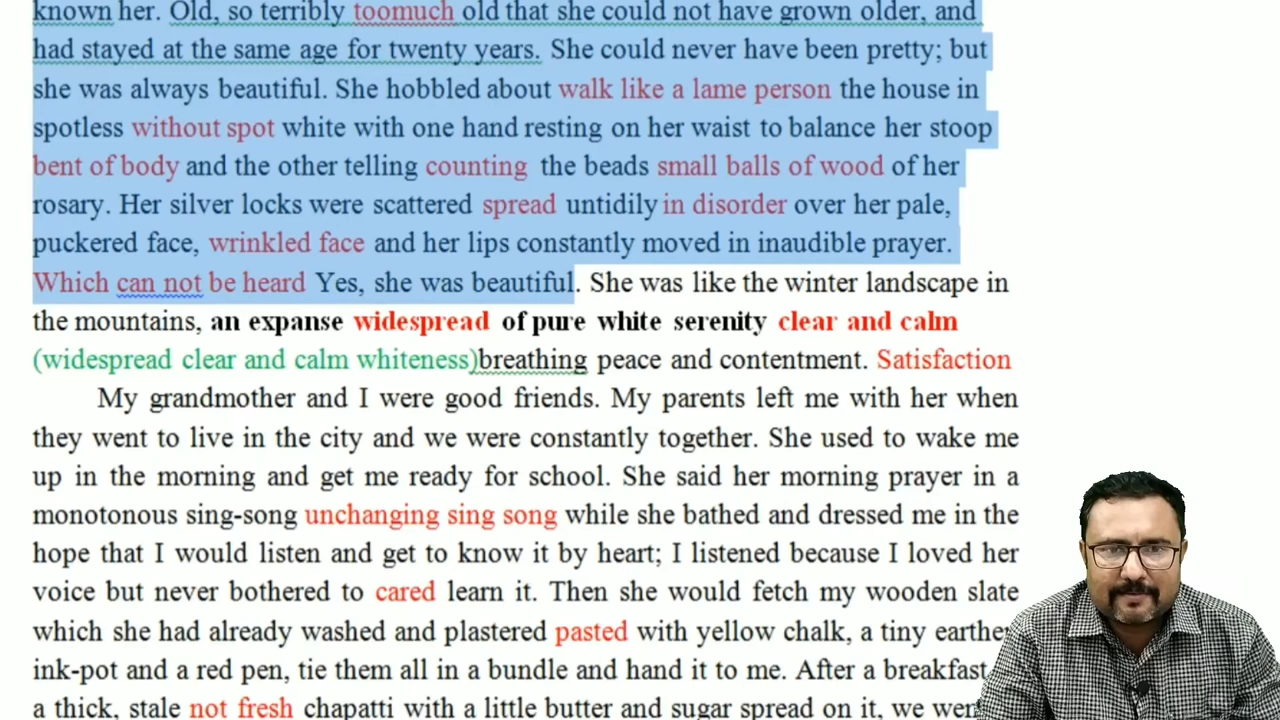 known her. Old, so terribly toomuch old that she could not have grown older, and
had stayed at the same age for twenty years. She could never have been pretty; but
she was always beautiful. She hobbled about walk like a lame person the house in
spotless without spot white with one hand resting on her waist to balance her stoop
bent of body and the other telling counting the beads small balls of wood of her
rosary. Her silver locks were scattered spread untidily in disorder over her pale,
puckered face, wrinkled face and her lips constantly moved in inaudible prayer.
Which can not be heard Yes, she was beautiful. She was like the winter landscape in
the mountains, an expanse widespread of pure white serenity clear and calm
(widespread clear and calm whiteness)breathing peace and contentment. Satisfaction
My grandmother and I were good friends. My parents left me with her when
they went to live in the city and we were constantly together. She used to wake me
up in the morning and get me ready for school. She said her morning prayer in a
monotonous sing-song unchanging sing song while she bathed and dressed me in the
hope that I would listen and get to know it by heart; I listened because I loved her
voice but never bothered to cared learn it. Then she would fetch my wooden slate
which she had already washed and plastered pasted with yellow chalk, a tiny
ink-pot and a red pen, tie them all in a bundle and hand it to me. After a breakfast
a thick, stale not fresh chapatti with a little butter and sugar spread on it, we